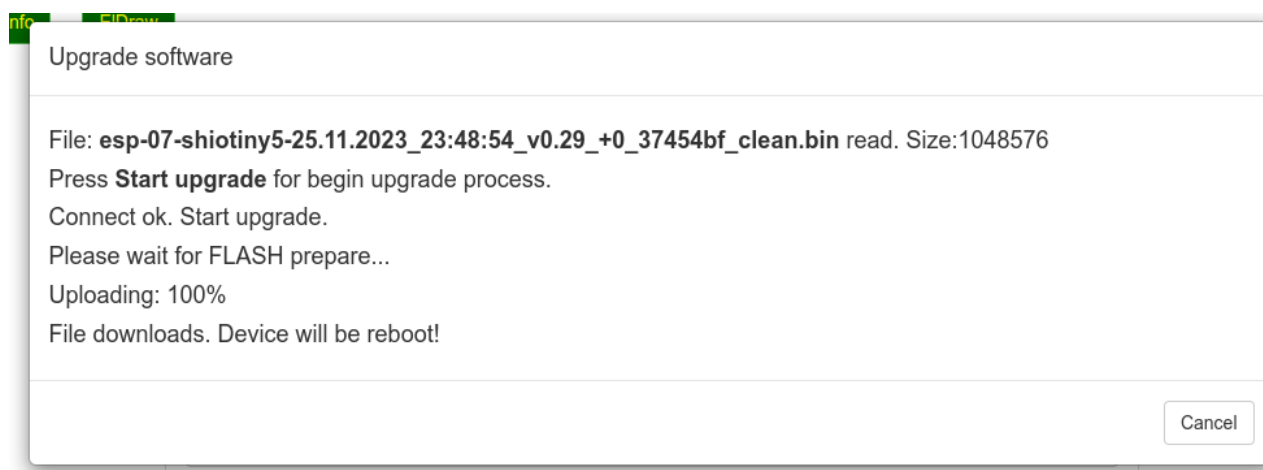 nfo ElDraw
Upgrade software
File: esp-07-shiotiny5-25.11.2023_23:48:54_v0.29_+0_37454bf_clean.bin read. Size:1048576
Press Start upgrade for begin upgrade process.
Connect ok. Start upgrade.
Please wait for FLASH prepare...
Uploading: 100%
File downloads. Device will be reboot!
Cancel